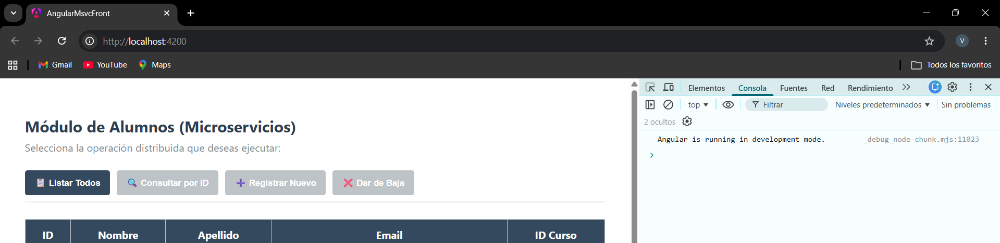 AngularMsvcFront
http://localhost:4200
V
Gmail
YouTube
Maps
Todos los favoritos
Módulo de Alumnos (Microservicios)
Selecciona la operación distribuida que deseas ejecutar:
Listar Todos
Consultar por ID
Registrar Nuevo
Dar de Baja
ID Nombre Apellido Email ID Curso
Elementos Consola Fuentes Red Rendimiento
top Filtrar Niveles predeterminados Sin problemas
2 ocultos
Angular is running in development mode. _debug_node-chunk.mjs:11023